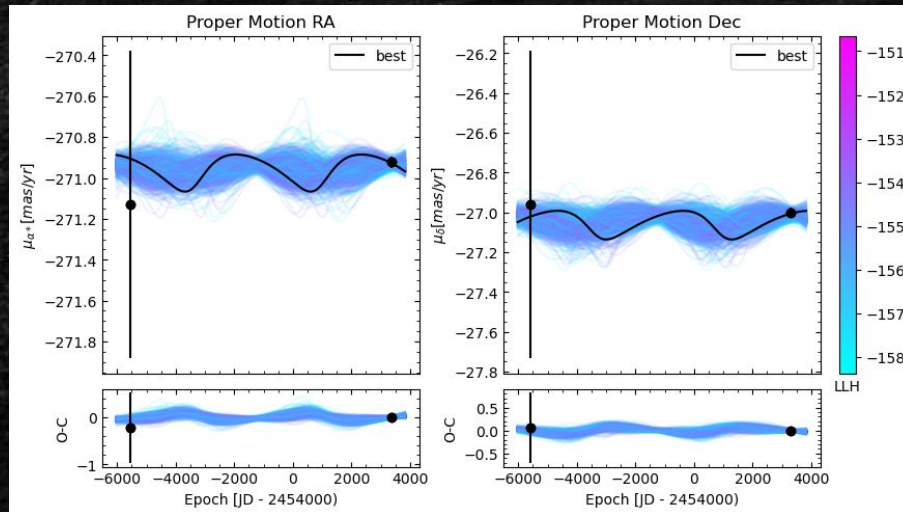 Proper Motion RA
best
−270.4
−270.6
−270.8
−271.0
−271.2
−271.4
−271.6
−271.8
μα*[mas/yr]
0
−1
O-C
−6000 −4000 −2000 0 2000 4000
Epoch [JD - 2454000)
Proper Motion Dec
best
−26.2
−26.4
−26.6
−26.8
−27.0
−27.2
−27.4
−27.6
−27.8
μδ[mas/yr]
0.5
0.0
−0.5
O-C
−6000 −4000 −2000 0 2000 4000
Epoch [JD - 2454000)
−151
−152
−153
−154
−155
−156
−157
−158
LLH